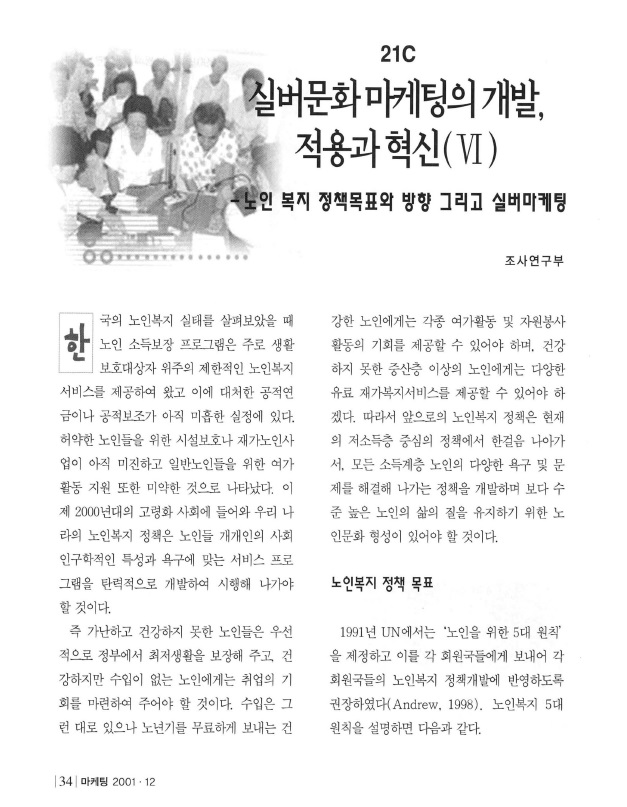 21C
실버문화 마케팅의 개발,
적용과 혁신(Ⅵ)
-노인 복지 정책목표와 방향 그리고 실버마케팅
조사연구부
한국의 노인복지 실태를 살펴보았을 때
노인 소득보장 프로그램은 주로 생활
보호대상자 위주의 제한적인 노인복지
서비스를 제공하여 왔고 이에 대처한 공적연
금이나 공적보조가 아직 미흡한 실정에 있다.
허약한 노인들을 위한 시설보호나 재가노인사
업이 아직 미진하고 일반노인들을 위한 여가
활동 지원 또한 미약한 것으로 나타났다. 이
제 2000년대의 고령화 사회에 들어와 우리 나
라의 노인복지 정책은 노인들 개개인의 사회
인구학적인 특성과 욕구에 맞는 서비스 프로
그램을 탄력적으로 개발하여 시행해 나가야
할 것이다.
즉 가난하고 건강하지 못한 노인들은 우선
적으로 정부에서 최저생활을 보장해 주고, 건
강하지만 수입이 없는 노인에게는 취업의 기
회를 마련하여 주어야 할 것이다. 수입은 그
런 대로 있으나 노년기를 무료하게 보내는 건
강한 노인에게는 각종 여가활동 및 자원봉사
활동의 기회를 제공할 수 있어야 하며, 건강
하지 못한 중산층 이상의 노인에게는 다양한
유료 재가복지서비스를 제공할 수 있어야 하
겠다. 따라서 앞으로의 노인복지 정책은 현재
의 저소득층 중심의 정책에서 한걸음 나아가
서, 모든 소득계층 노인의 다양한 욕구 및 문
제를 해결해 나가는 정책을 개발하며 보다 수
준 높은 노인의 삶의 질을 유지하기 위한 노
인문화 형성이 있어야 할 것이다.
노인복지 정책 목표
1991년 UN에서는 '노인을 위한 5대 원칙'
을 제정하고 이를 각 회원국들에게 보내어 각
회원국들의 노인복지 정책개발에 반영하도록
권장하였다(Andrew, 1998). 노인복지 5대
원칙을 설명하면 다음과 같다.
|34| 마케팅 2001·12